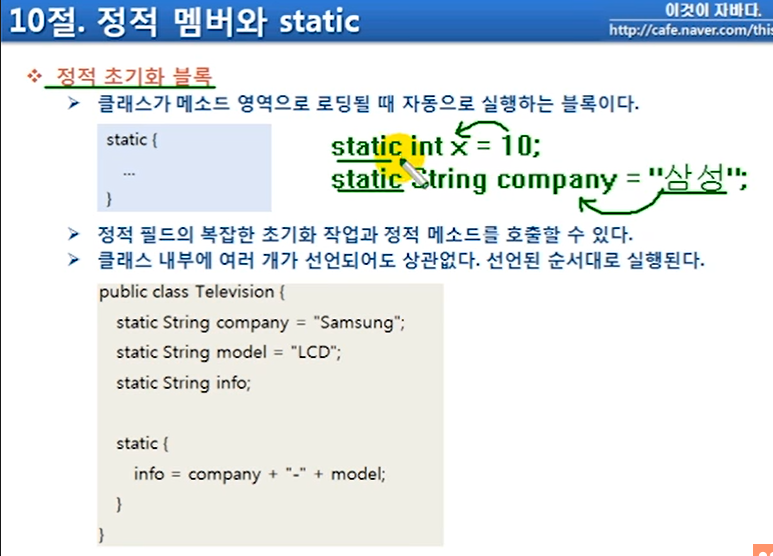 10절. 정적 멤버와 static
이것이 자바다.
http://cafe.naver.com/this
정적 초기화 블록
클래스가 메소드 영역으로 로딩될 때 자동으로 실행하는 블록이다.
static {
...
}
static int x = 10;
static String company = "삼성";
정적 필드의 복잡한 초기화 작업과 정적 메소드를 호출할 수 있다.
클래스 내부에 여러 개가 선언되어도 상관없다. 선언된 순서대로 실행된다.
public class Television {
static String company = "Samsung";
static String model = "LCD";
static String info;
static {
info = company + "-" + model;
}
}